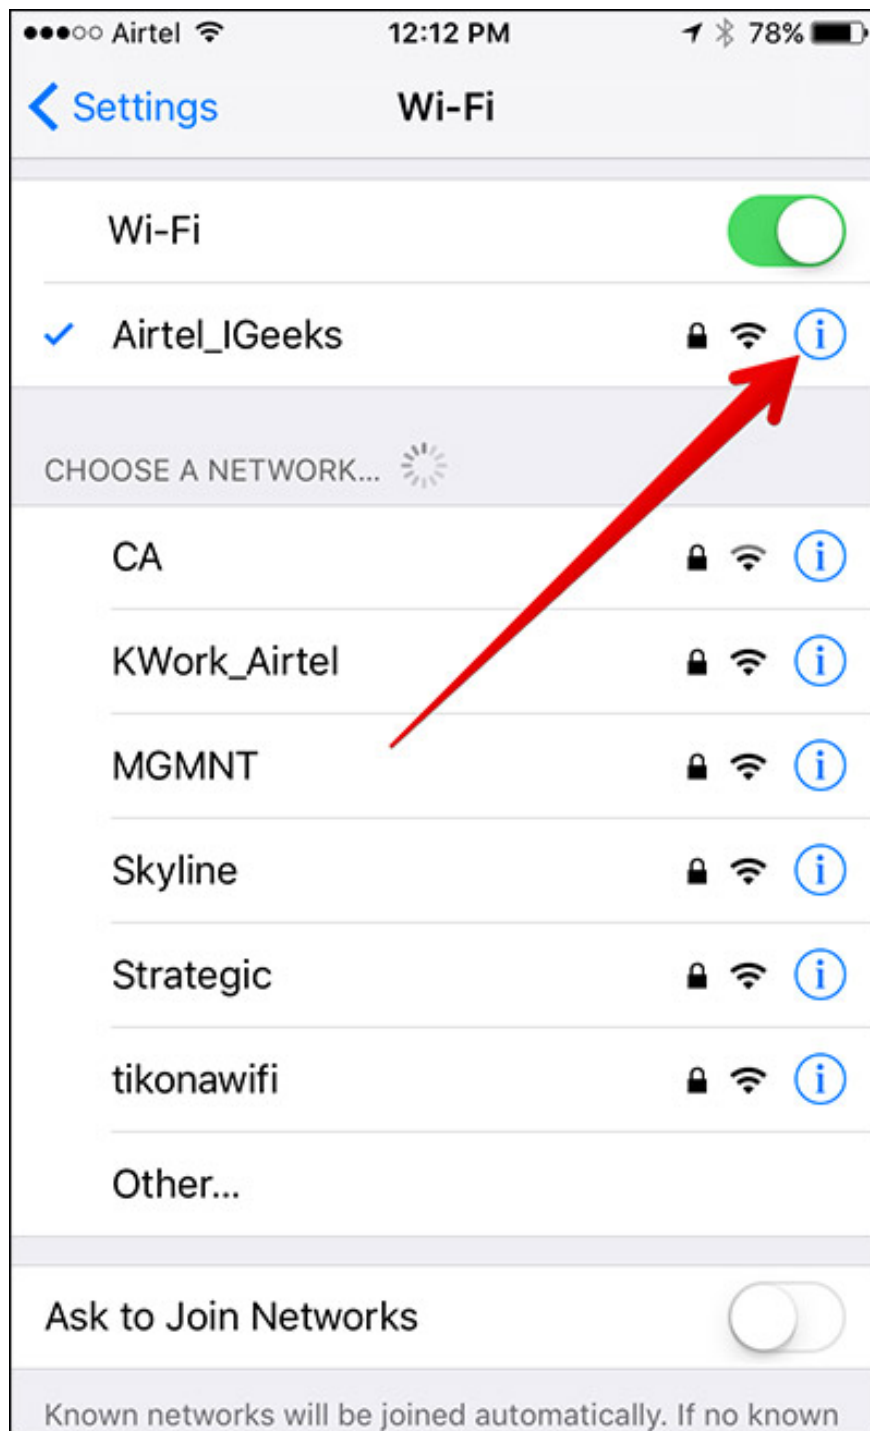 Airtel 12:12 PM 78%
Settings Wi-Fi
Wi-Fi
Airtel_IGeeks
CHOOSE A NETWORK...
CA
KWork_Airtel
MGMNT
Skyline
Strategic
tikonawifi
Other...
Ask to Join Networks
Known networks will be joined automatically. If no known